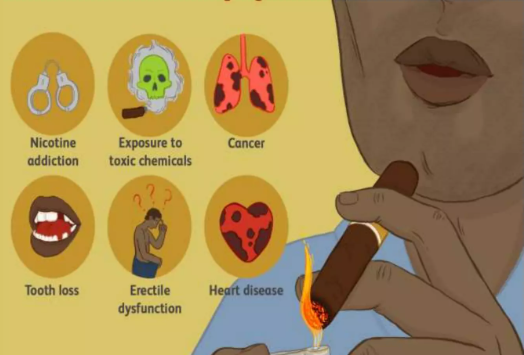 Nicotine
addiction
Exposure to
toxic chemicals
Cancer
Tooth loss
Erectile
dysfunction
Heart disease